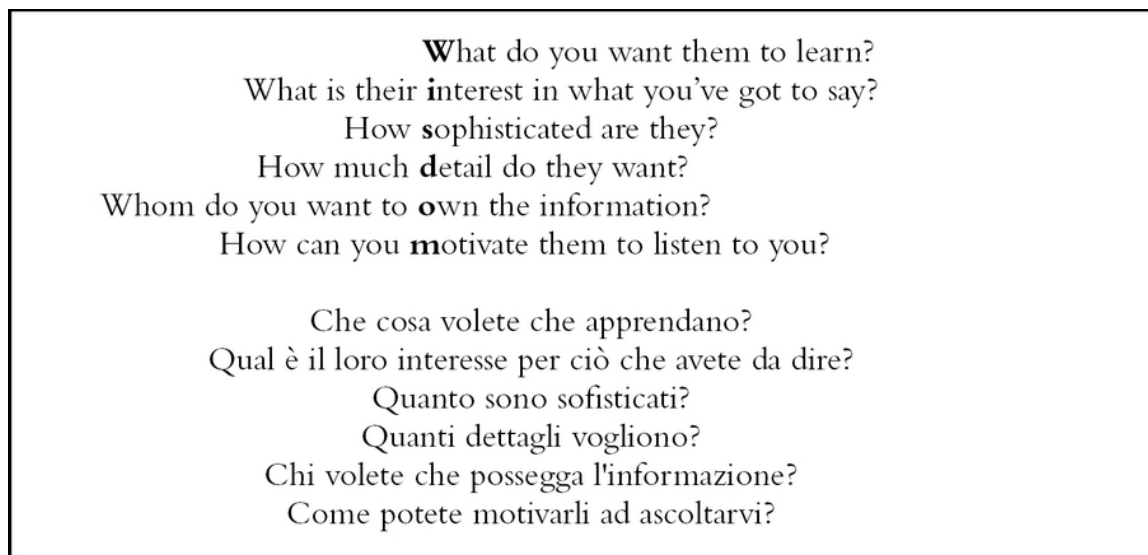 What do you want them to learn?
What is their interest in what you’ve got to say?
How sophisticated are they?
How much detail do they want?
Whom do you want to own the information?
How can you motivate them to listen to you?
Che cosa volete che apprendano?
Qual è il loro interesse per ciò che avete da dire?
Quanto sono sofisticati?
Quanti dettagli vogliono?
Chi volete che possegga l'informazione?
Come potete motivarli ad ascoltarvi?